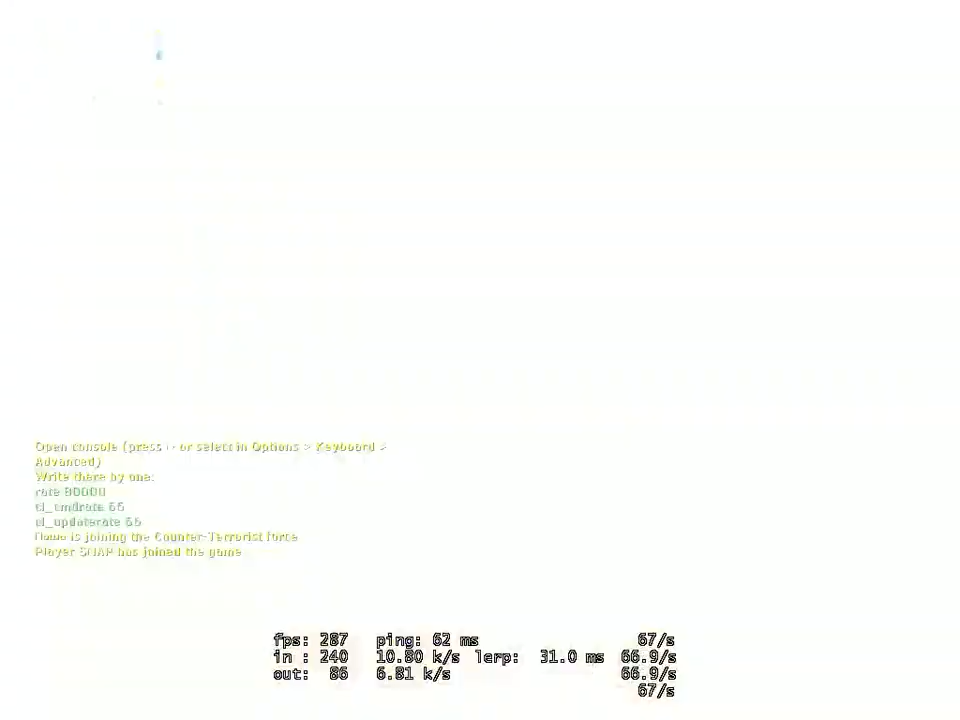 Open console (press or select in Options > Keyboard >
Advanced)
Write there by one:
rate 80000
cl_cmdrate 66
cl_updaterate 66
is joining the Counter-Terrorist force
Player SNAP has joined the game
fps: 287 ping: 62 ms 67/s
in : 240 10.80 k/s lerp: 31.0 ms 66.9/s
out: 86 6.81 k/s 66.9/s
67/s